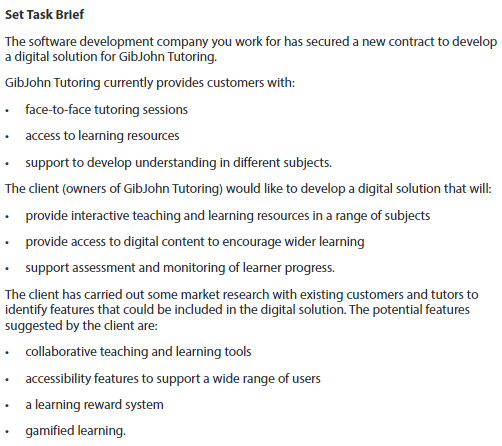 Set Task Brief
The software development company you work for has secured a new contract to develop
a digital solution for GibJohn Tutoring.
GibJohn Tutoring currently provides customers with:
• face-to-face tutoring sessions
• access to learning resources
• support to develop understanding in different subjects.
The client (owners of GibJohn Tutoring) would like to develop a digital solution that will:
• provide interactive teaching and learning resources in a range of subjects
• provide access to digital content to encourage wider learning
• support assessment and monitoring of learner progress.
The client has carried out some market research with existing customers and tutors to
identify features that could be included in the digital solution. The potential features
suggested by the client are:
• collaborative teaching and learning tools
• accessibility features to support a wide range of users
• a learning reward system
• gamified learning.